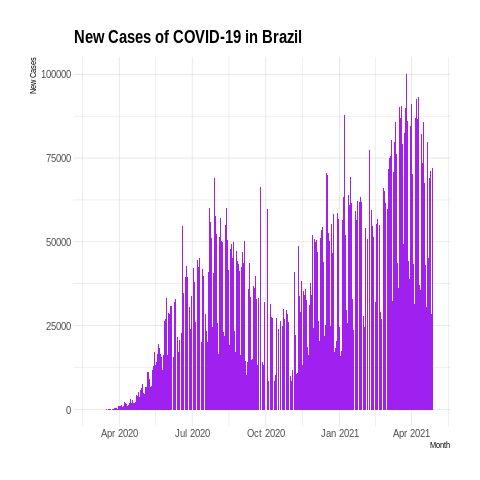 New Cases of COVID-19 in Brazil
New Cases
100000
75000
50000
25000
0
Apr 2020 Jul 2020 Oct 2020 Jan 2021 Apr 2021
Month